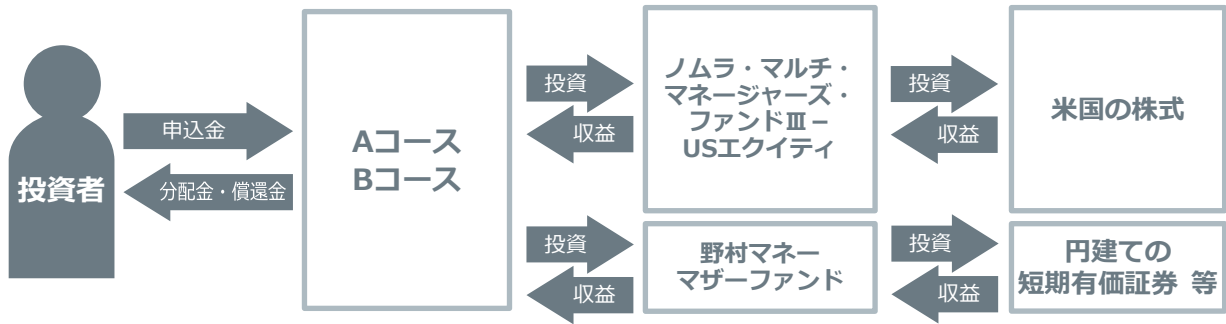 投資者
申込金
分配金・償還金
Aコース
Bコース
投資
収益
ノムラ・マルチ・
マネージャーズ・
ファンドⅢ－
USエクイティ
投資
収益
米国の株式
投資
収益
野村マネー
マザーファンド
投資
収益
円建ての
短期有価証券 等